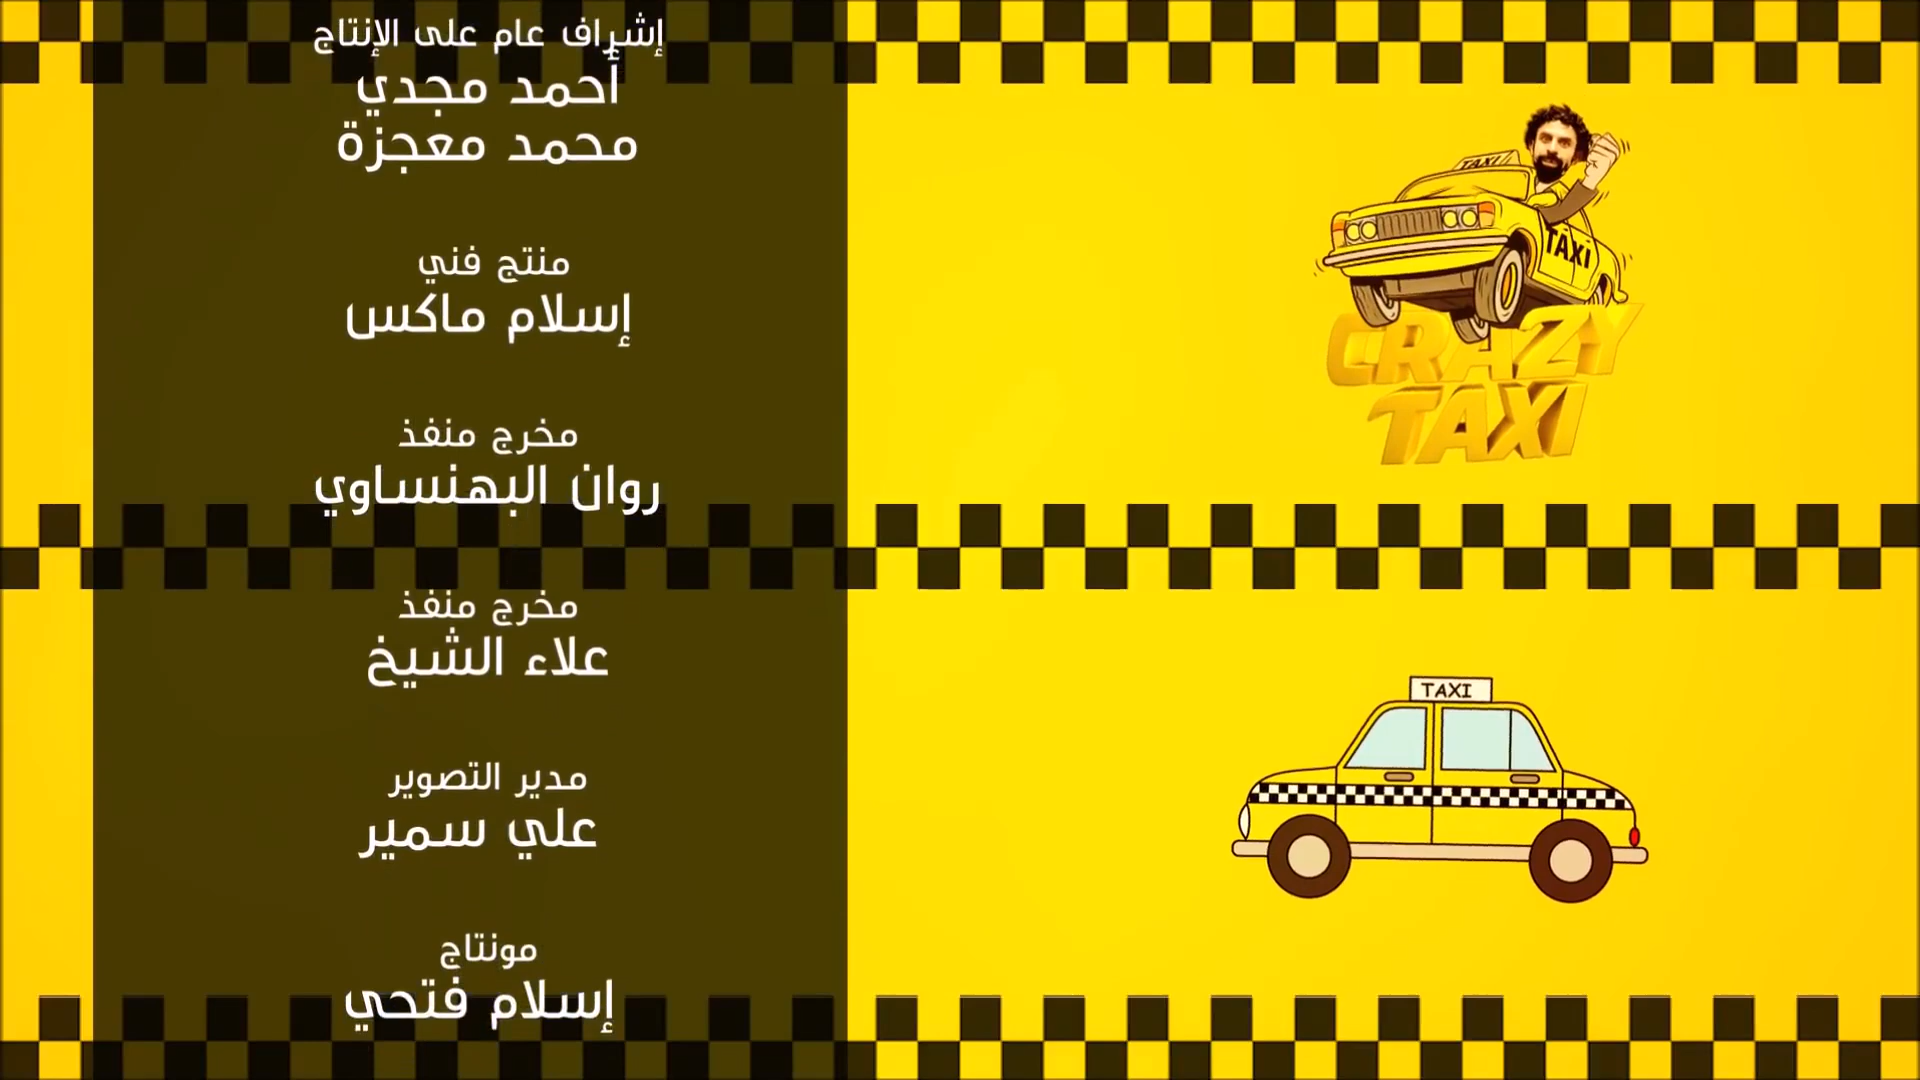 إشراف عام على الإنتاج
أحمد مجدي
محمد معجزة
منتج فني
إسلام ماكس
مخرج منفذ
روان البهنساوي
مخرج منفذ
علاء الشيخ
مدير التصوير
علي سمير
مونتاج
إسلام فتحي
TAXI
TAXI
CRAZY
TAXI
TAXI